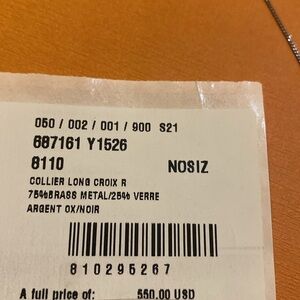 050 / 002 / 001 / 900 S21
687161 Y1526
8110 NOSIZ
COLLIER LONG CROIX R
75%BRASS METAL/25% VERRE
ARGENT OX/NOIR
810295267
A full price of: 550.00 USD